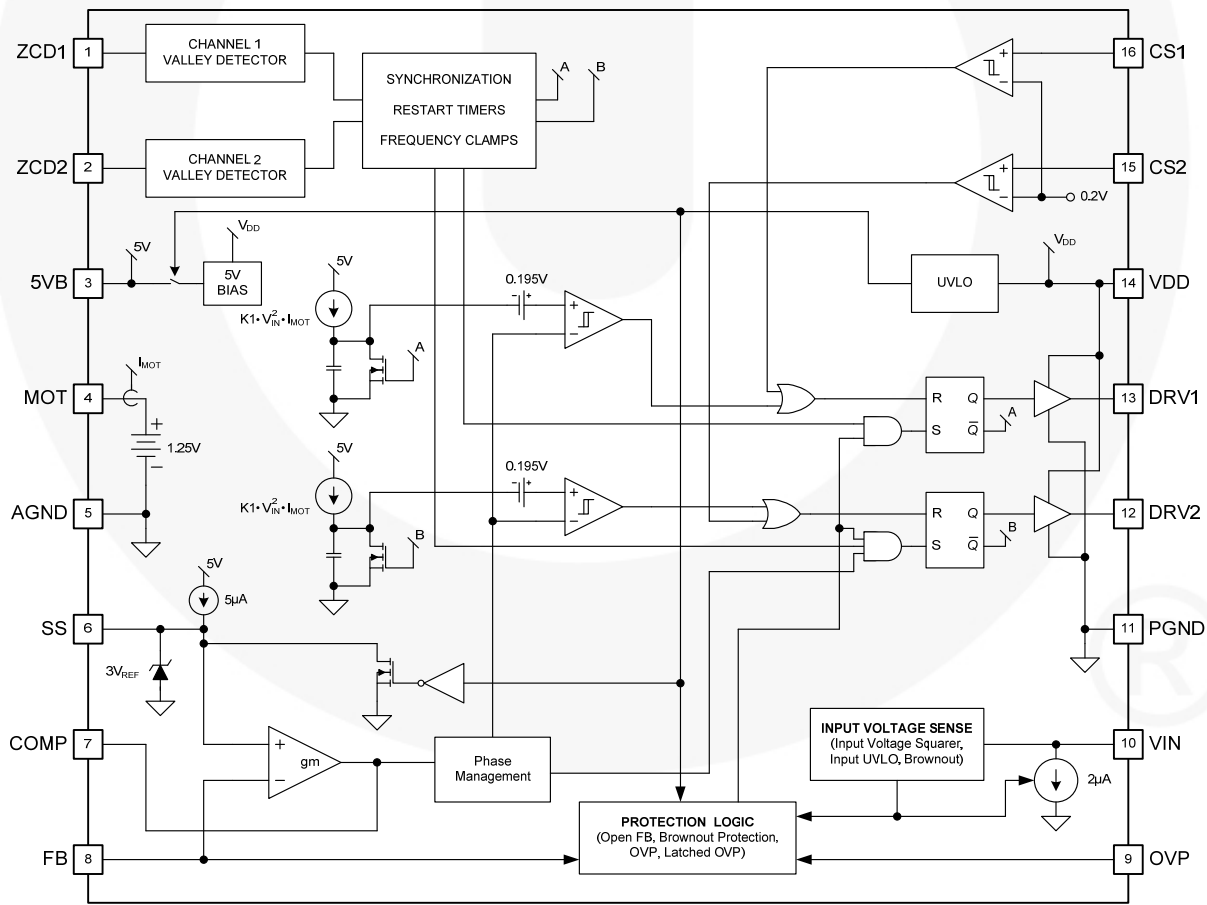 ZCD1
1
CHANNEL 1
VALLEY DETECTOR
SYNCHRONIZATION
RESTART TIMERS
FREQUENCY CLAMPS
A
B
16
CS1
ZCD2
2
CHANNEL 2
VALLEY DETECTOR
15
CS2
0.2V
5VB
3
5V
VDD
5V
BIAS
5V
K1·V²IN·IMOT
A
0.195V
UVLO
VDD
14
VDD
MOT
4
IMOT
1.25V
R
Q
S
Q̅
A
13
DRV1
AGND
5
5V
K1·V²IN·IMOT
B
0.195V
R
Q
S
Q̅
B
12
DRV2
SS
6
5V
5µA
3VREF
11
PGND
COMP
7
gm
Phase
Management
INPUT VOLTAGE SENSE
(Input Voltage Squarer,
Input UVLO, Brownout)
10
VIN
2µA
FB
8
PROTECTION LOGIC
(Open FB, Brownout Protection,
OVP, Latched OVP)
9
OVP
®